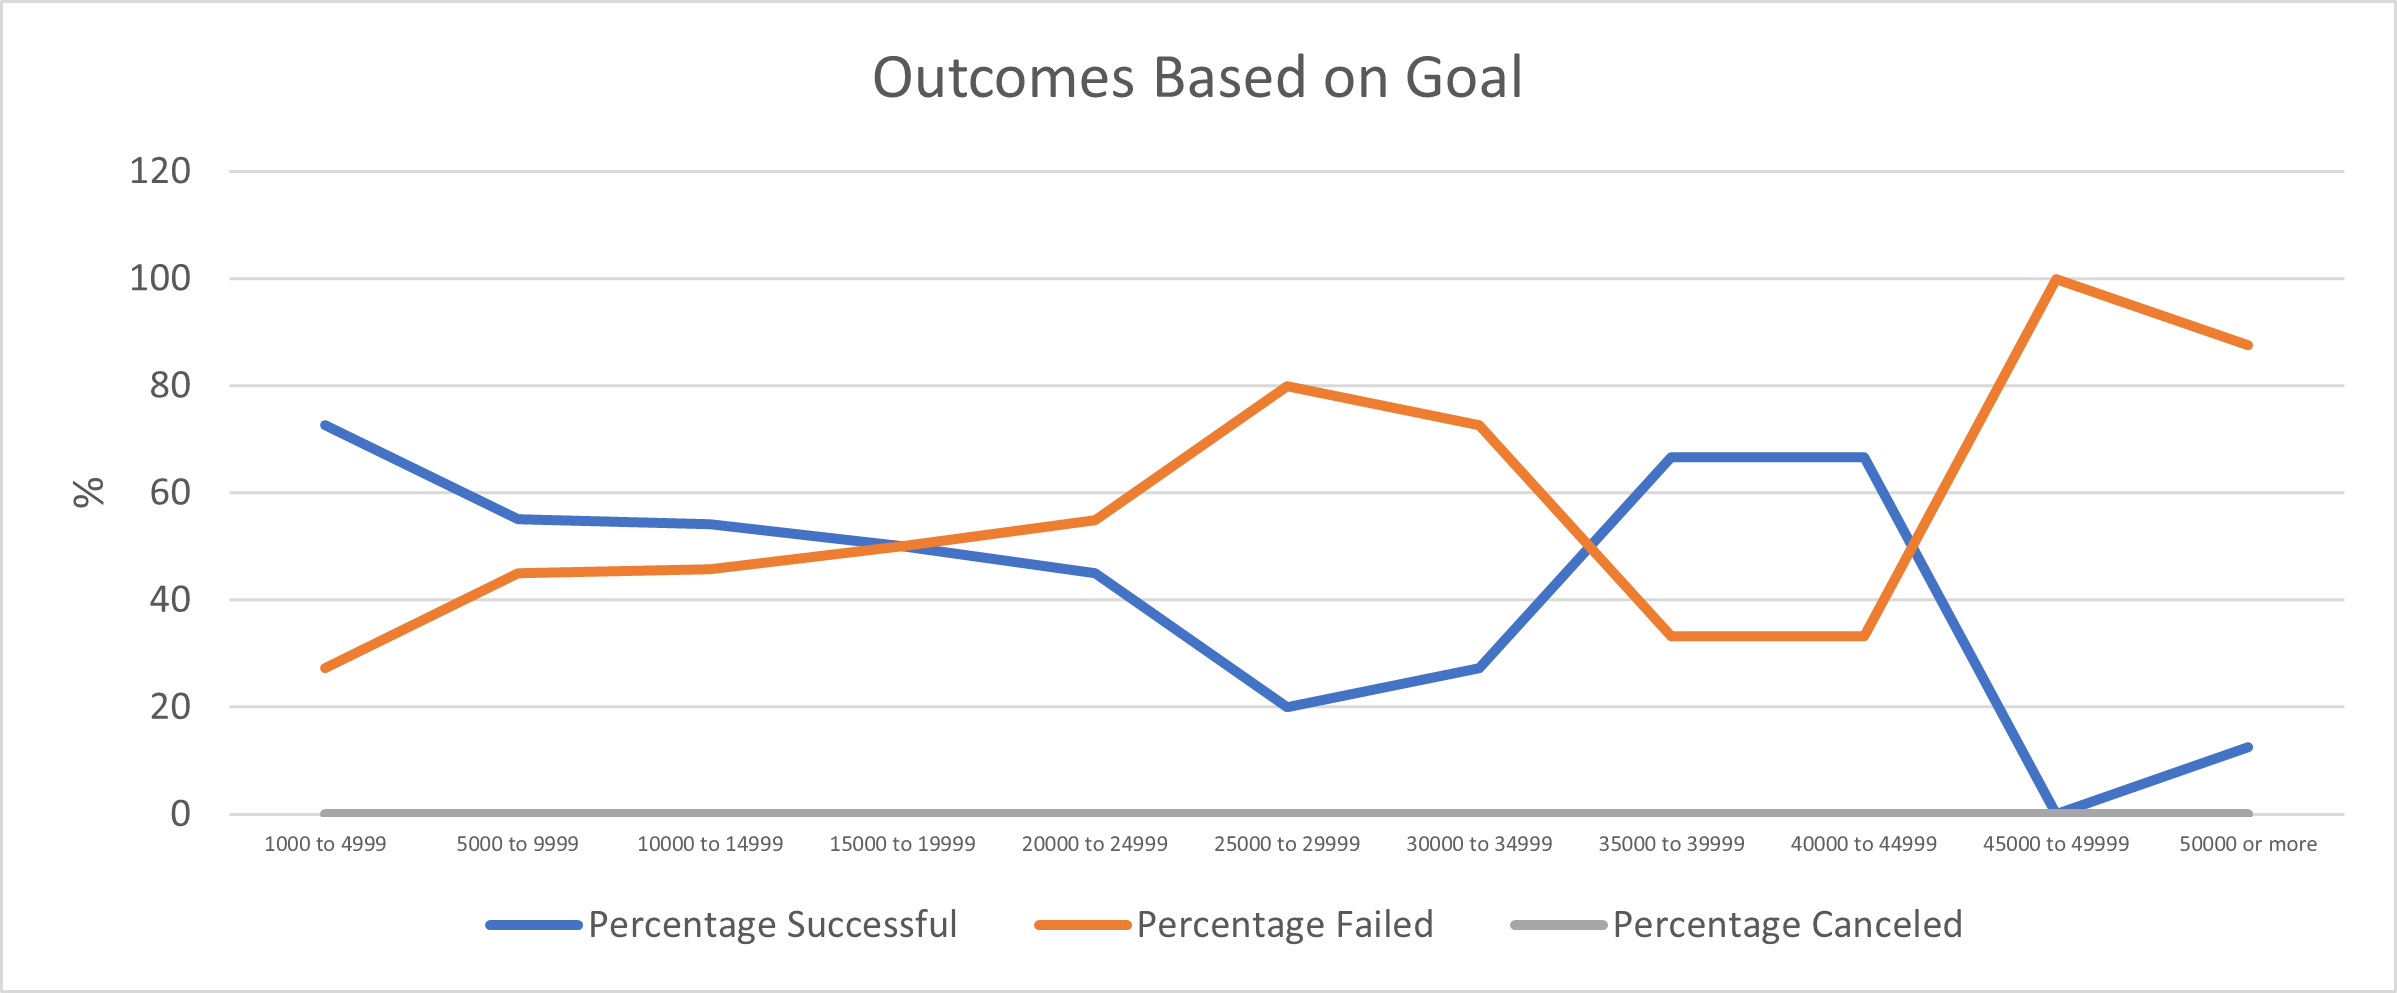 Outcomes Based on Goal
120
100
80
60
40
20
0
%
1000 to 4999 5000 to 9999 10000 to 14999 15000 to 19999 20000 to 24999 25000 to 29999 30000 to 34999 35000 to 39999 40000 to 44999 45000 to 49999 50000 or more
Percentage Successful Percentage Failed Percentage Canceled